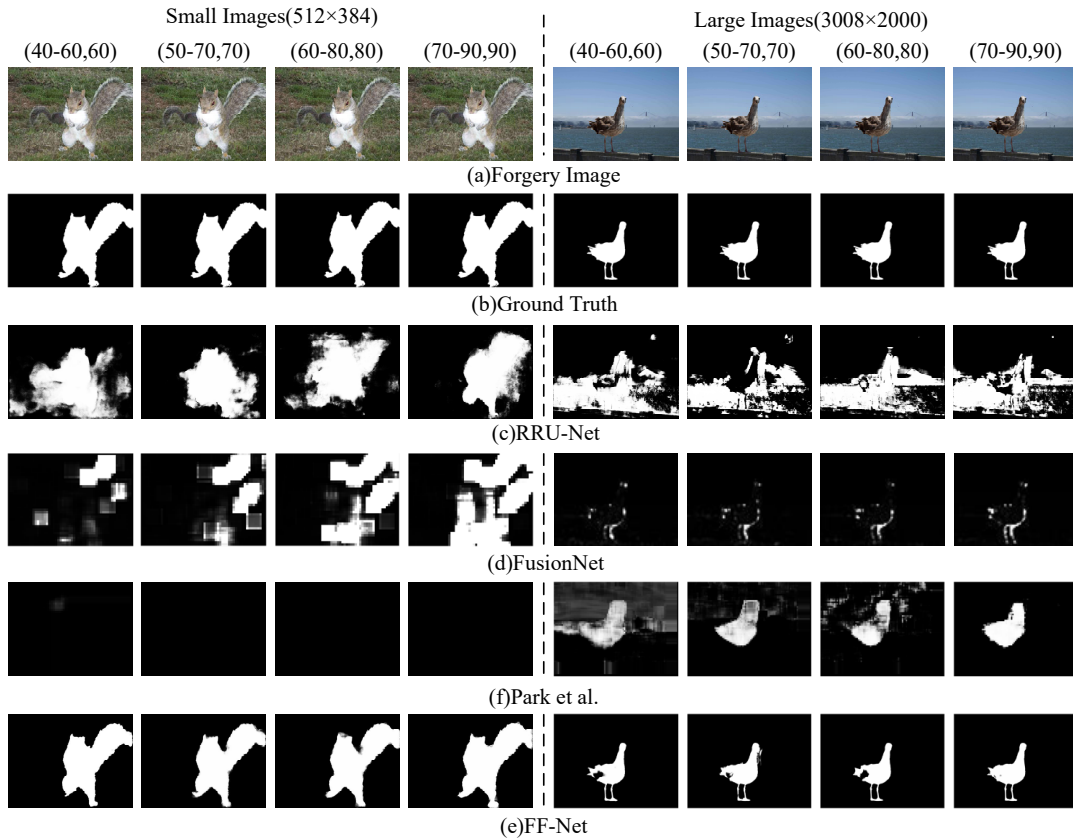 Small Images(512×384)
Large Images(3008×2000)
(40-60,60) (50-70,70) (60-80,80) (70-90,90) (40-60,60) (50-70,70) (60-80,80) (70-90,90)
(a)Forgery Image
(b)Ground Truth
(c)RRU-Net
(d)FusionNet
(f)Park et al.
(e)FF-Net